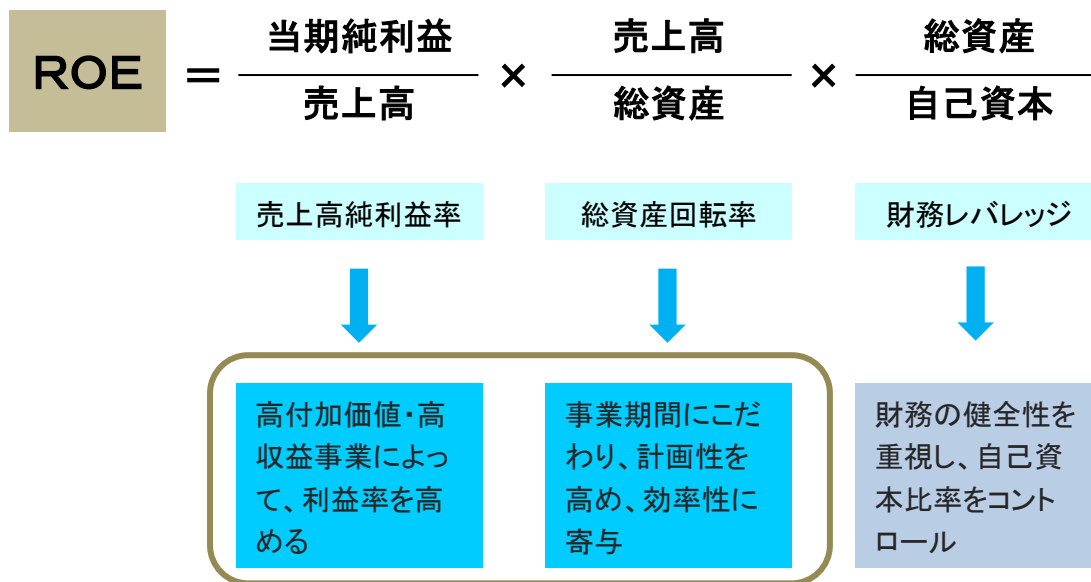 ROE = 当期純利益 × 売上高 × 総資産
売上高 総資産 自己資本
売上高純利益率
総資産回転率
財務レバレッジ
高付加価値・高
収益事業によっ
て、利益率を高
める
事業期間にこだ
わり、計画性を
高め、効率性に
寄与
財務の健全性を
重視し、自己資
本比率をコント
ロール